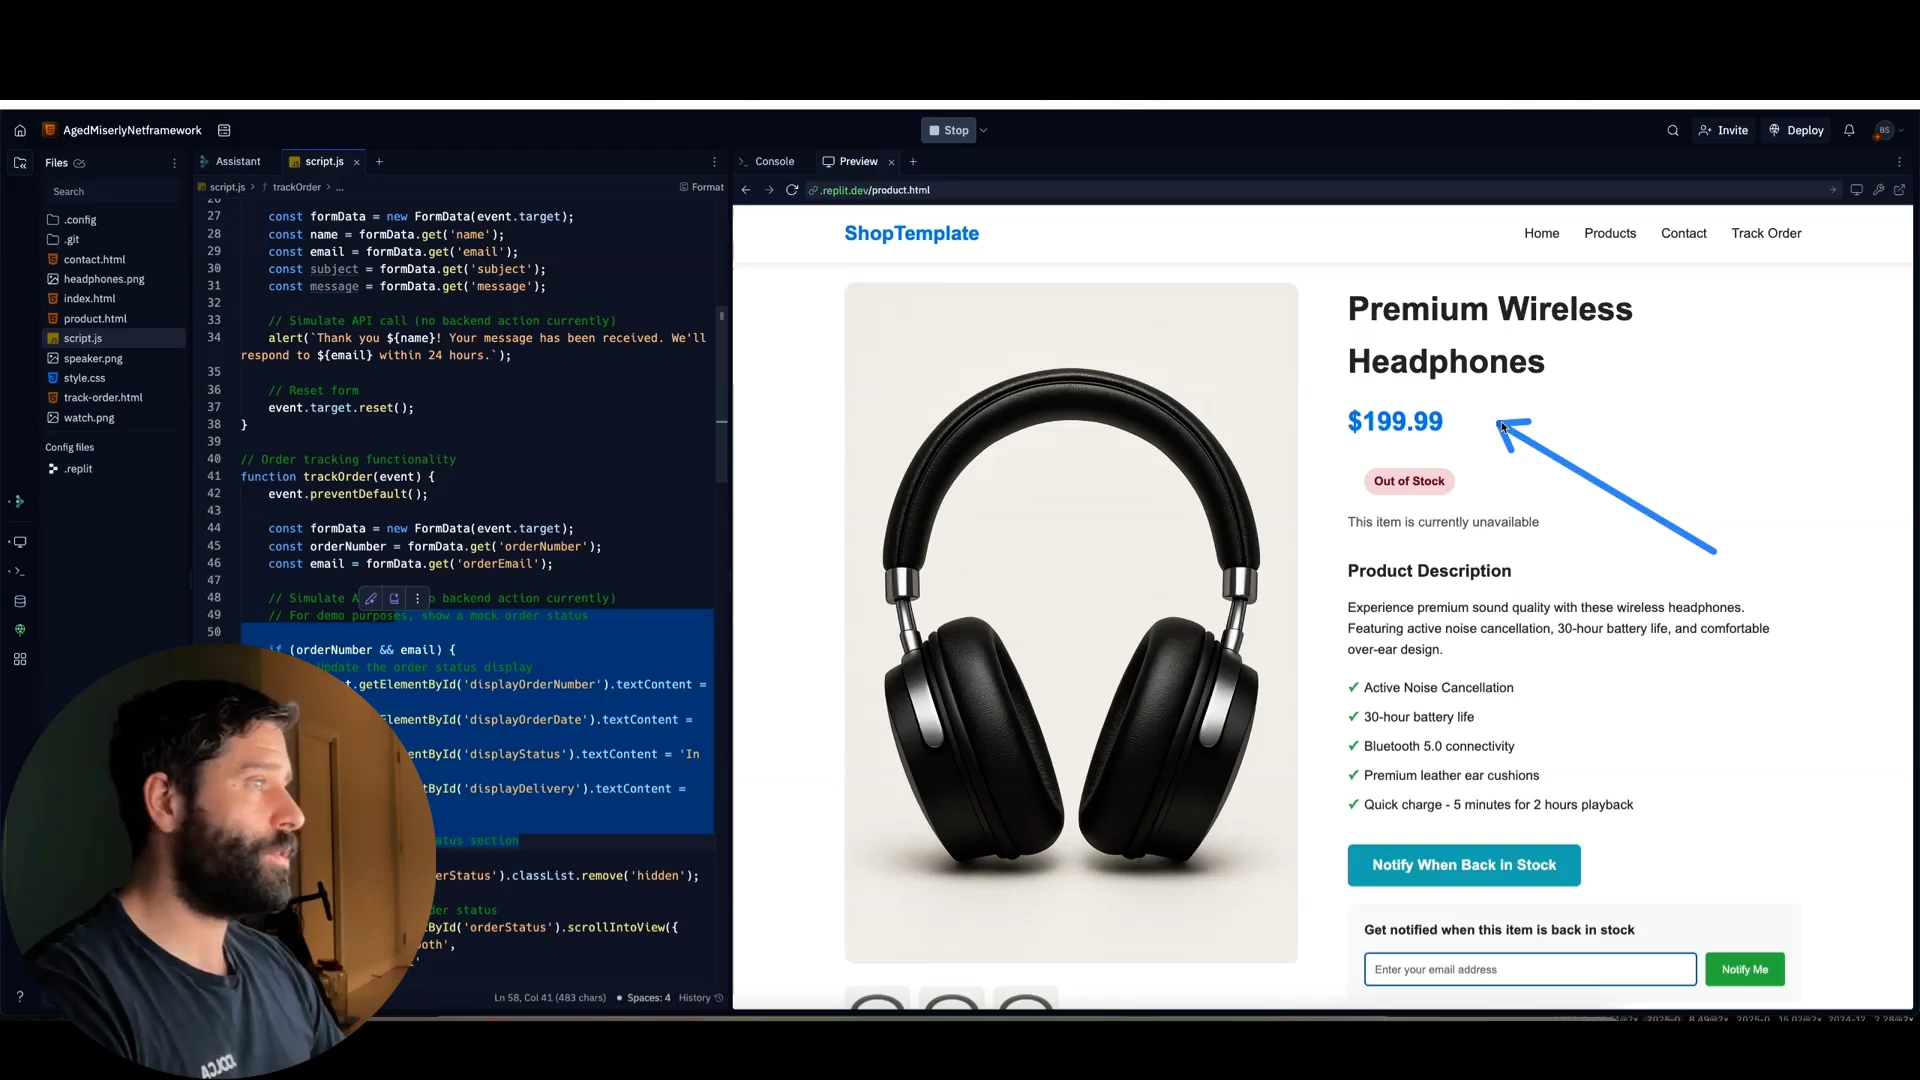 AgedMiserlyNetframework
Stop
Invite
Deploy
BS
Files
Assistant
script.js
Console
Preview
script.js > trackOrder > ...
Format
.replit.dev/product.html
Search
.config
.git
contact.html
headphones.png
index.html
product.html
script.js
speaker.png
style.css
track-order.html
watch.png
Config files
.replit
27 const formData = new FormData(event.target);
28 const name = formData.get('name');
29 const email = formData.get('email');
30 const subject = formData.get('subject');
31 const message = formData.get('message');
32
33 // Simulate API call (no backend action currently)
34 alert(`Thank you ${name}! Your message has been received. We'll
respond to ${email} within 24 hours.`);
35
36 // Reset form
37 event.target.reset();
38 }
39
40 // Order tracking functionality
41 function trackOrder(event) {
42 event.preventDefault();
43
44 const formData = new FormData(event.target);
45 const orderNumber = formData.get('orderNumber');
46 const email = formData.get('orderEmail');
47
48 // Simulate A o backend action currently)
49 // For demo purposes, show a mock order status
50
if (orderNumber && email) {
Update the order status display
t.getElementById('displayOrderNumber').textContent =
ElementById('displayOrderDate').textContent =
entById('displayStatus').textContent = 'In
ById('displayDelivery').textContent =
atus section
erStatus').classList.remove('hidden');
der status
ById('orderStatus').scrollIntoView({
oth',
Ln 58, Col 41 (483 chars)
Spaces: 4
History
ShopTemplate
Home
Products
Contact
Track Order
Premium Wireless
Headphones
$199.99
Out of Stock
This item is currently unavailable
Product Description
Experience premium sound quality with these wireless headphones.
Featuring active noise cancellation, 30-hour battery life, and comfortable
over-ear design.
✓ Active Noise Cancellation
✓ 30-hour battery life
✓ Bluetooth 5.0 connectivity
✓ Premium leather ear cushions
✓ Quick charge - 5 minutes for 2 hours playback
Notify When Back in Stock
Get notified when this item is back in stock
Enter your email address
Notify Me